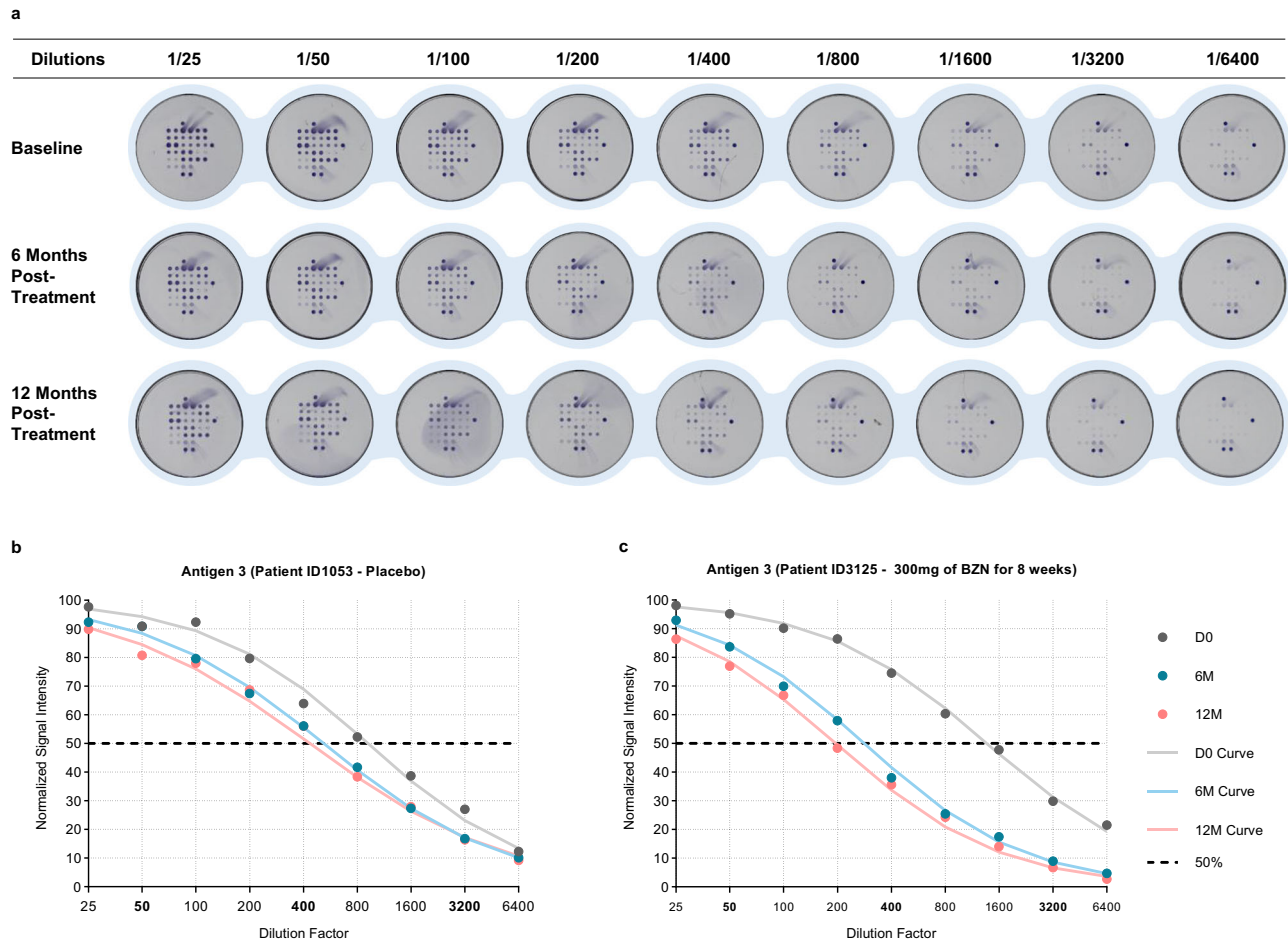 a
Dilutions 1/25 1/50 1/100 1/200 1/400 1/800 1/1600 1/3200 1/6400
Baseline
6 Months
Post-
Treatment
12 Months
Post-
Treatment
b
Antigen 3 (Patient ID1053 - Placebo)
Normalized Signal Intensity
100
90
80
70
60
50
40
30
20
10
0
25 50 100 200 400 800 1600 3200 6400
Dilution Factor
c
Antigen 3 (Patient ID3125 - 300mg of BZN for 8 weeks)
Normalized Signal Intensity
100
90
80
70
60
50
40
30
20
10
0
25 50 100 200 400 800 1600 3200 6400
Dilution Factor
D0
6M
12M
D0 Curve
6M Curve
12M Curve
50%